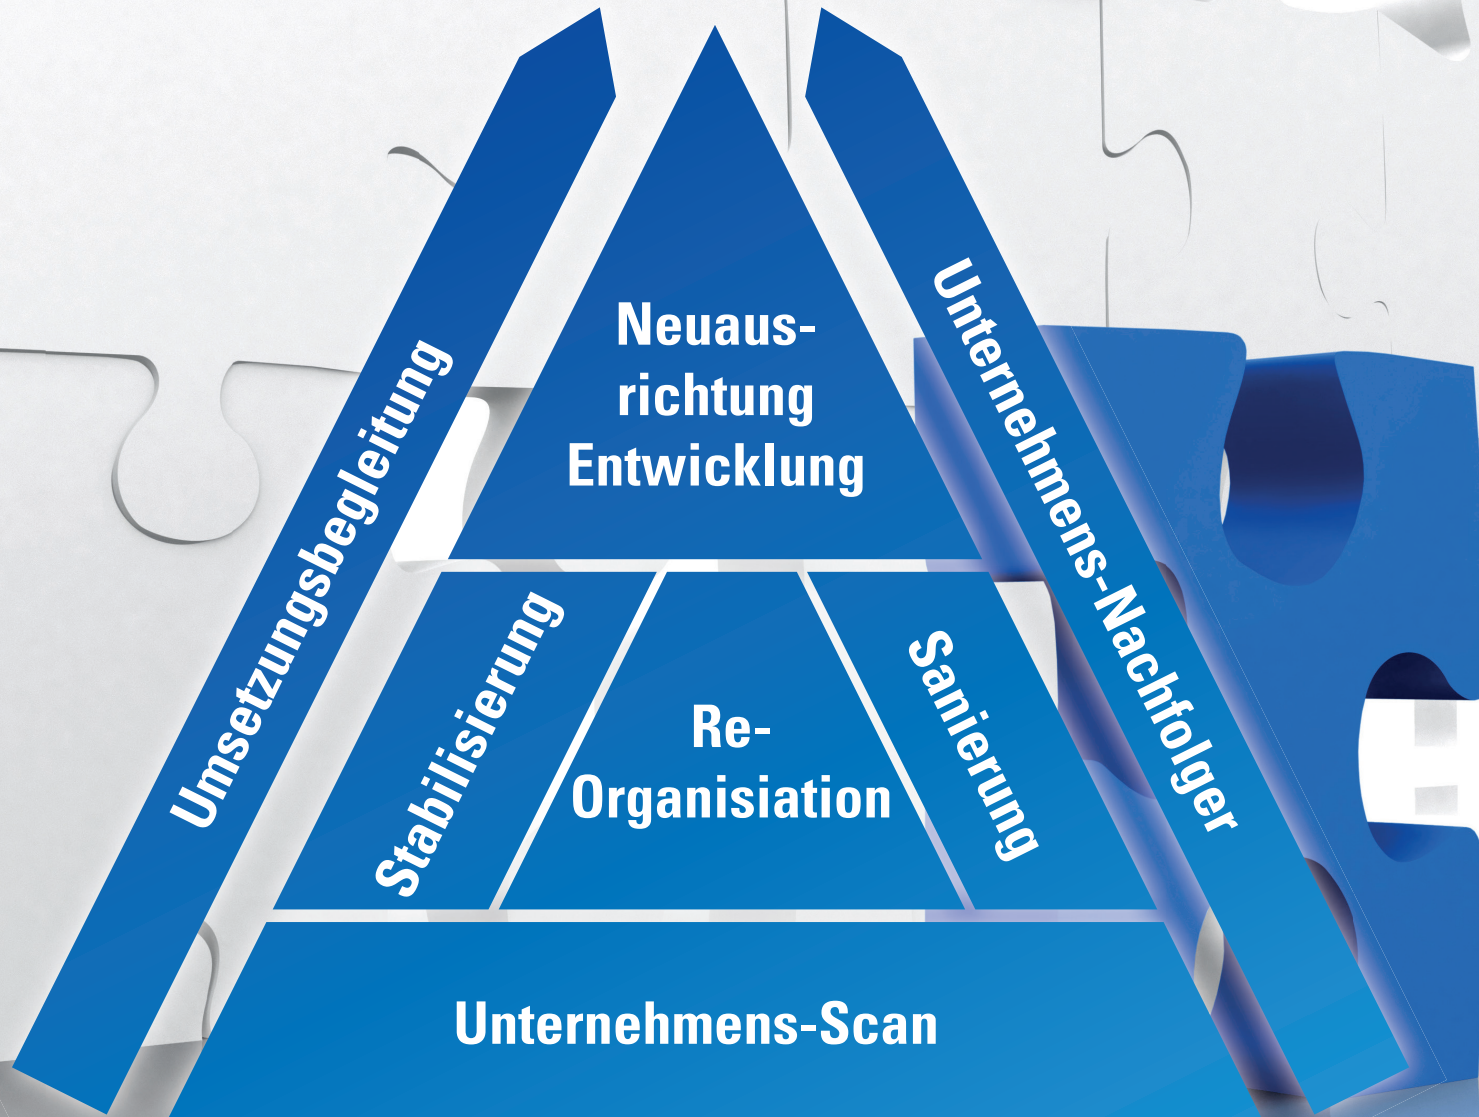 Neuaus-
richtung
Entwicklung
Umsetzungsbegleitung
Unternehmens-Nachfolger
Stabilisierung
Re-
Organisiation
Sanierung
Unternehmens-Scan